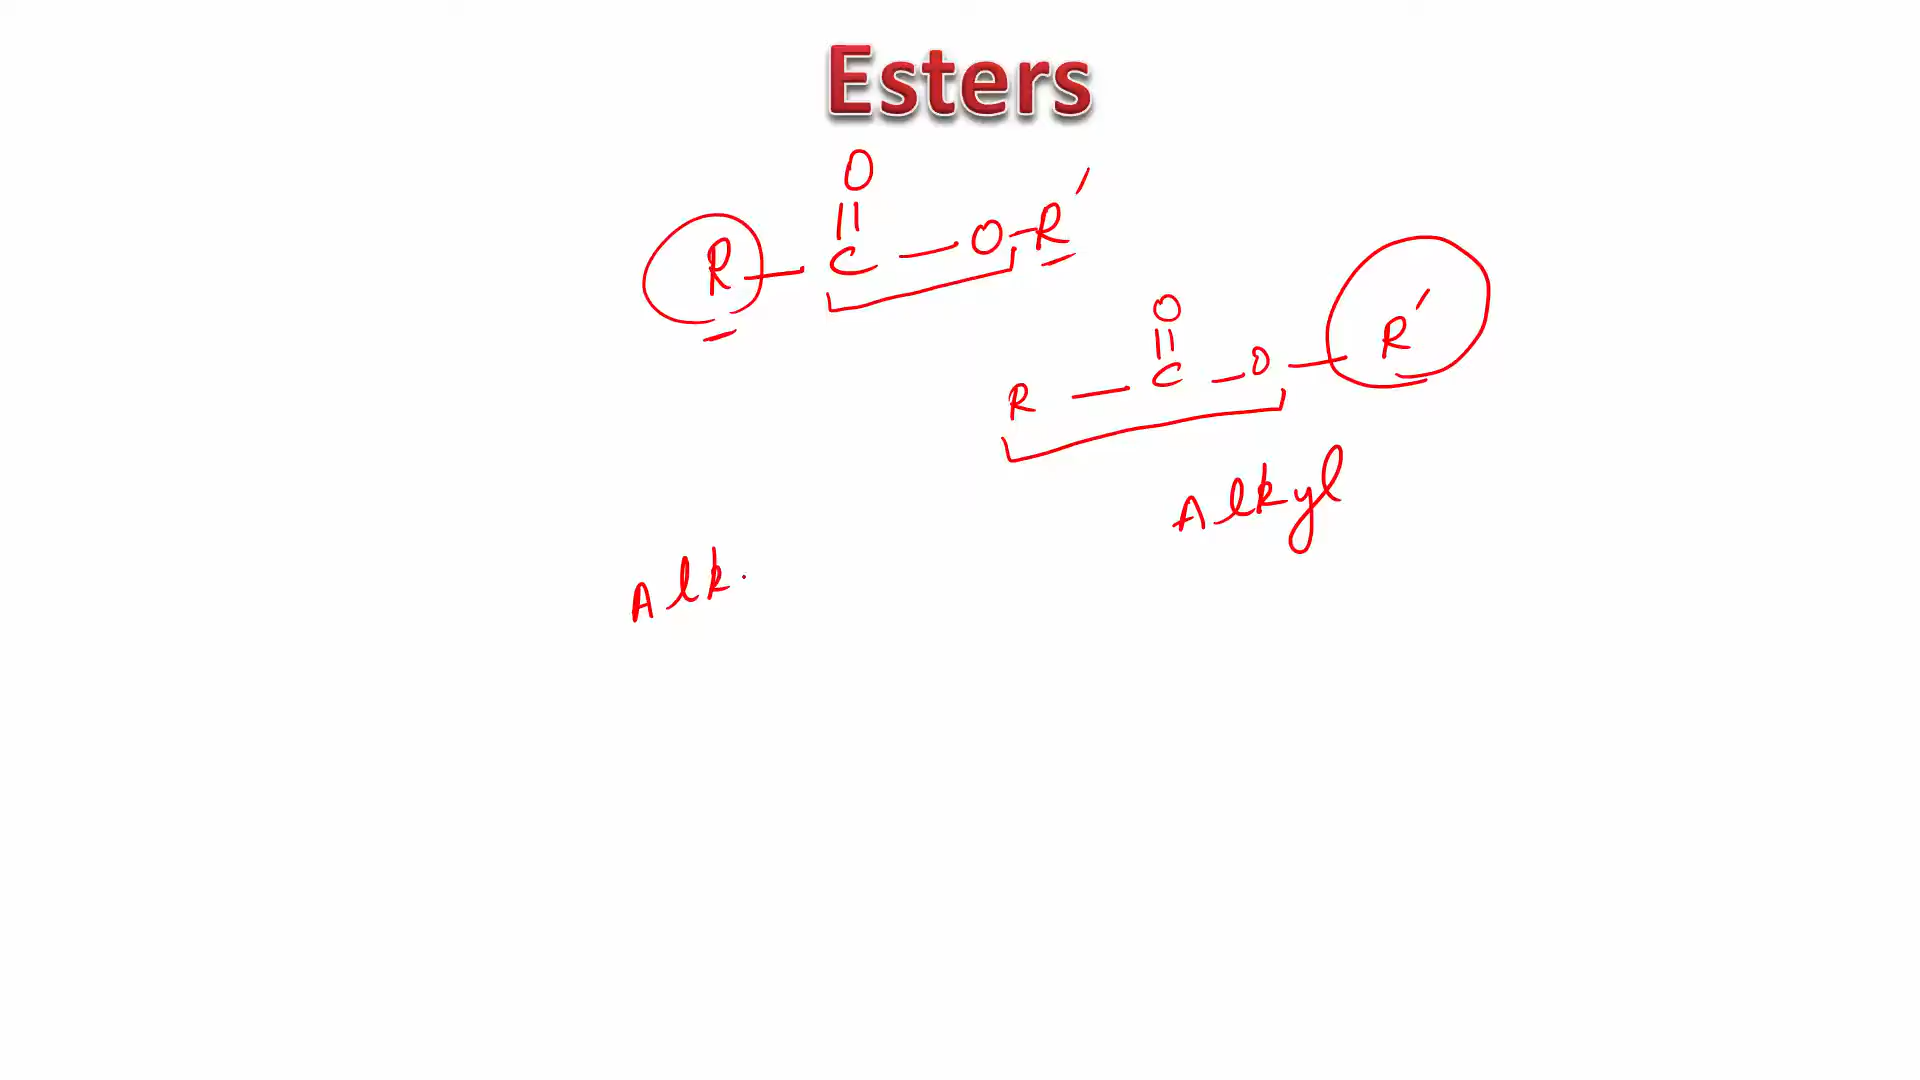 Esters
O
||
R — C — O - R'
O
||
R — C - O — R'
Alkyl
Alk.